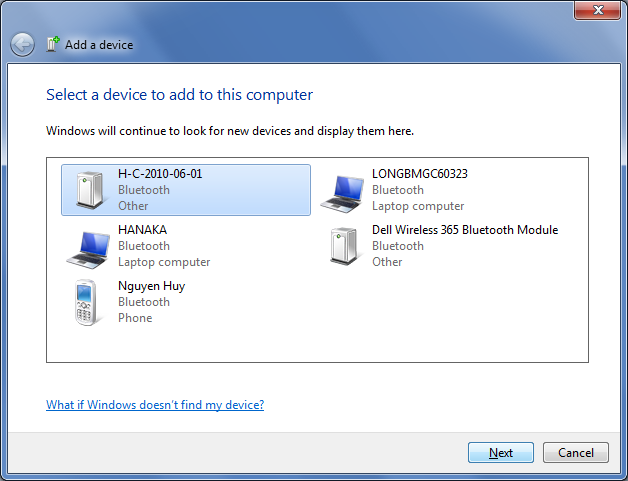 Add a device
Select a device to add to this computer
Windows will continue to look for new devices and display them here.
H-C-2010-06-01
Bluetooth
Other
LONGBMGC60323
Bluetooth
Laptop computer
HANAKA
Bluetooth
Laptop computer
Dell Wireless 365 Bluetooth Module
Bluetooth
Other
Nguyen Huy
Bluetooth
Phone
What if Windows doesn't find my device?
Next
Cancel